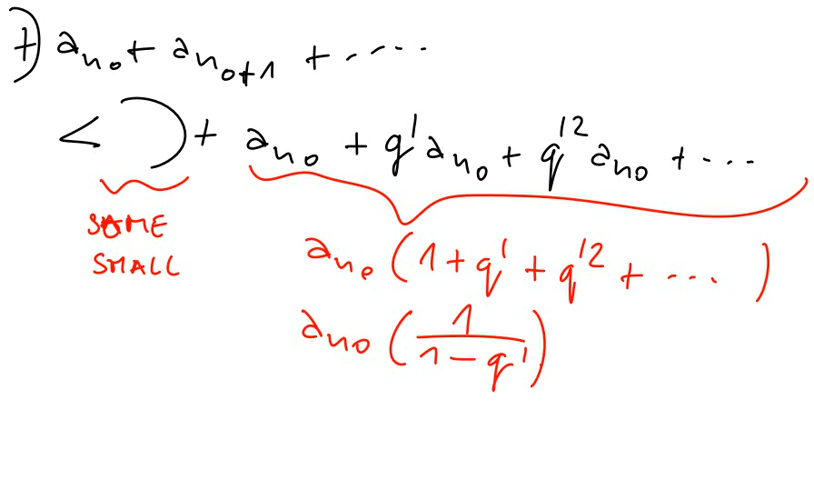 +) a_{n_0} + a_{n_0+1} + ....
< ) + a_{n_0} + q' a_{n_0} + q'^2 a_{n_0} + ...
SOME
SMALL
a_{n_0} (1 + q' + q'^2 + ... )
a_{n_0} (\frac{1}{1-q'})